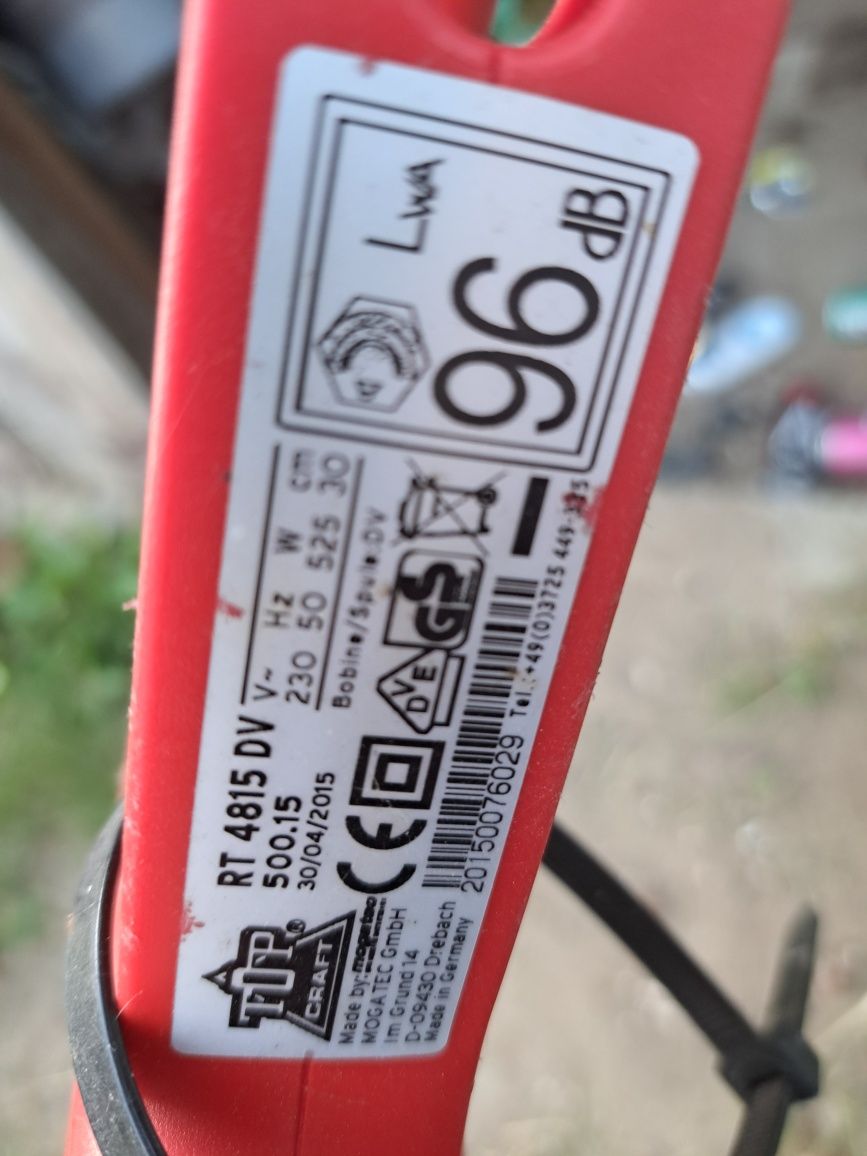 TOP
CRAFT
®
RT 4815 DV
500.15
30/04/2015
V~ Hz W cm
230 50 525 30
Bobine/Spule:DV
CE
VDE
GS
Made by:
MOGATEC GmbH
Im Grund 14
D-09430 Drebach
Made in Germany
20150076029
Tel.:+49(0)3725 449-335
LWA
96 dB